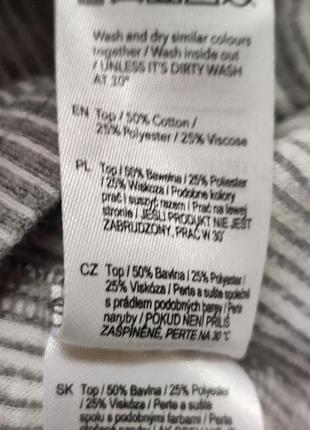 Wash and dry similar colours
together / Wash inside out
/ UNLESS IT'S DIRTY WASH
AT 30°
EN Top / 50% Cotton /
25% Polyester / 25% Viscose
PL Top / 50% Bawełna / 25% Poliester
/ 25% Wiskoza / Podobne kolory
prać i suszyć razem / Prać na lewej
stronie / JEŚLI PRODUKT NIE JEST
ZABRUDZONY, PRAĆ W 30°
CZ Top / 50% Bavlna / 25% Polyester /
25% Viskóza / Perte a sušte společně
s prádlem podobných barev / Perte
naruby / POKUD NENÍ PŘÍLIŠ
ZAŠPINĚNÉ, PERTE NA 30°C
SK Top / 50% Bavlna / 25% Polyester
/ 25% Viskóza / Perte a sušte
spolu s podobnými farbami / Perte